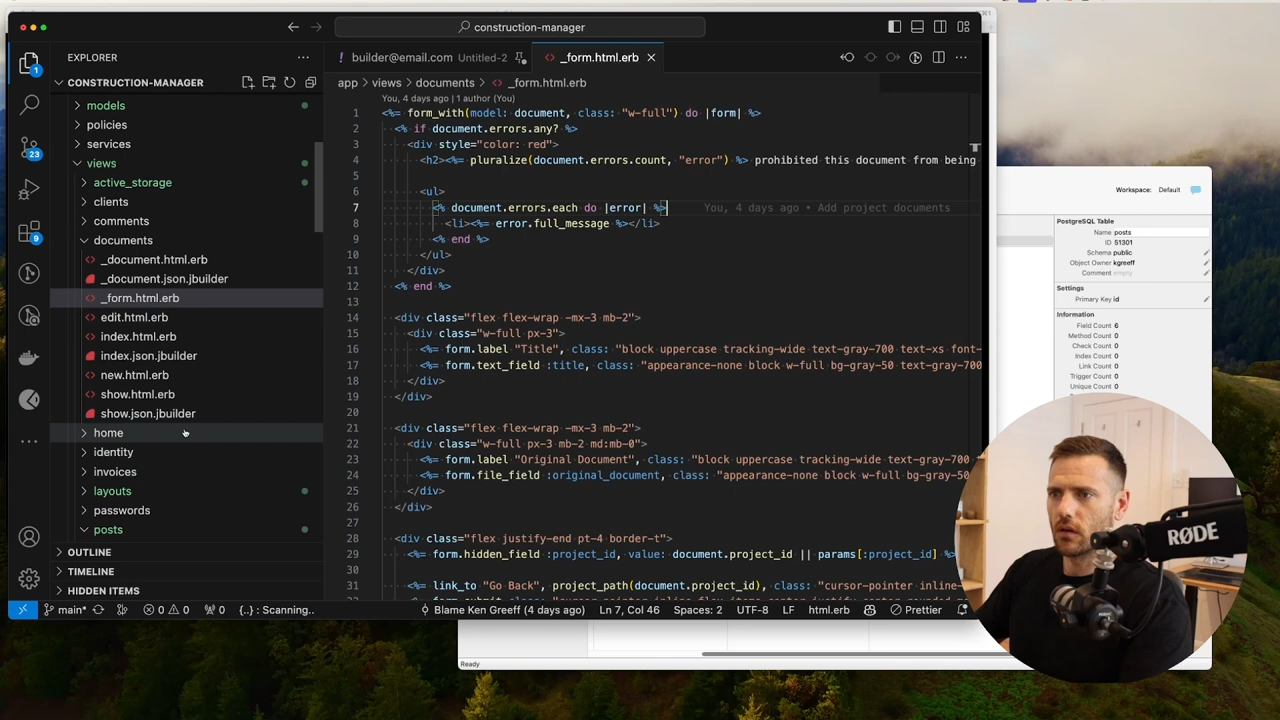 construction-manager
EXPLORER
builder@email.com Untitled-2
_form.html.erb
CONSTRUCTION-MANAGER
app > views > documents > _form.html.erb
models
policies
services
views
active_storage
clients
comments
documents
_document.html.erb
_document.json.jbuilder
_form.html.erb
edit.html.erb
index.html.erb
index.json.jbuilder
new.html.erb
show.html.erb
show.json.jbuilder
home
identity
invoices
layouts
passwords
posts
OUTLINE
TIMELINE
HIDDEN ITEMS
1
23
9
You, 4 days ago | 1 author (You)
1 <%= form_with(model: document, class: "w-full") do |form| %>
2 <% if document.errors.any? %>
3 <div style="color: red">
4 <h2><%= pluralize(document.errors.count, "error") %> prohibited this document from being
5
6 <ul>
7 <% document.errors.each do |error| %> You, 4 days ago • Add project documents
8 <li><%= error.full_message %></li>
9 <% end %>
10 </ul>
11 </div>
12 <% end %>
13
14 <div class="flex flex-wrap -mx-3 mb-2">
15 <div class="w-full px-3">
16 <%= form.label "Title", class: "block uppercase tracking-wide text-gray-700 text-xs font-
17 <%= form.text_field :title, class: "appearance-none block w-full bg-gray-50 text-gray-700
18 </div>
19 </div>
20
21 <div class="flex flex-wrap -mx-3 mb-2">
22 <div class="w-full px-3 mb-2 md:mb-0">
23 <%= form.label "Original Document", class: "block uppercase tracking-wide text-gray-700
24 <%= form.file_field :original_document, class: "appearance-none block w-full bg-gray-50
25 </div>
26 </div>
27
28 <div class="flex justify-end pt-4 border-t">
29 <%= form.hidden_field :project_id, value: document.project_id || params[:project_id] %>
30
31 <%= link_to "Go Back", project_path(document.project_id), class: "cursor-pointer inline-
main* 0 0 0 {..} : Scanning.. Blame Ken Greeff (4 days ago) Ln 7, Col 46 Spaces: 2 UTF-8 LF html.erb Prettier
Workspace: Default
PostgreSQL Table
Name posts
ID 51301
Schema public
Object Owner kgreeff
Comment empty
Settings
Primary Key id
Information
Field Count 6
Method Count 0
Check Count 0
Index Count 0
Link Count 0
Trigger Count 0
Unique Count 0
RØDE
Ready